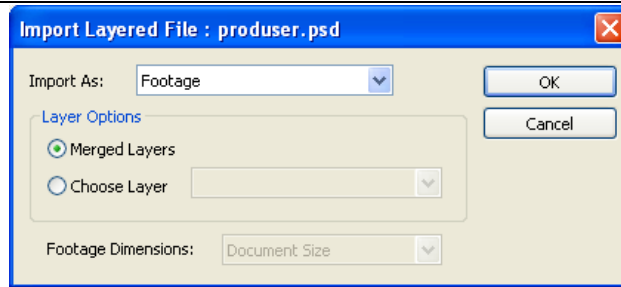 Import Layered File : produser.psd
Import As: Footage
OK
Layer Options
Cancel
Merged Layers
Choose Layer
Footage Dimensions: Document Size